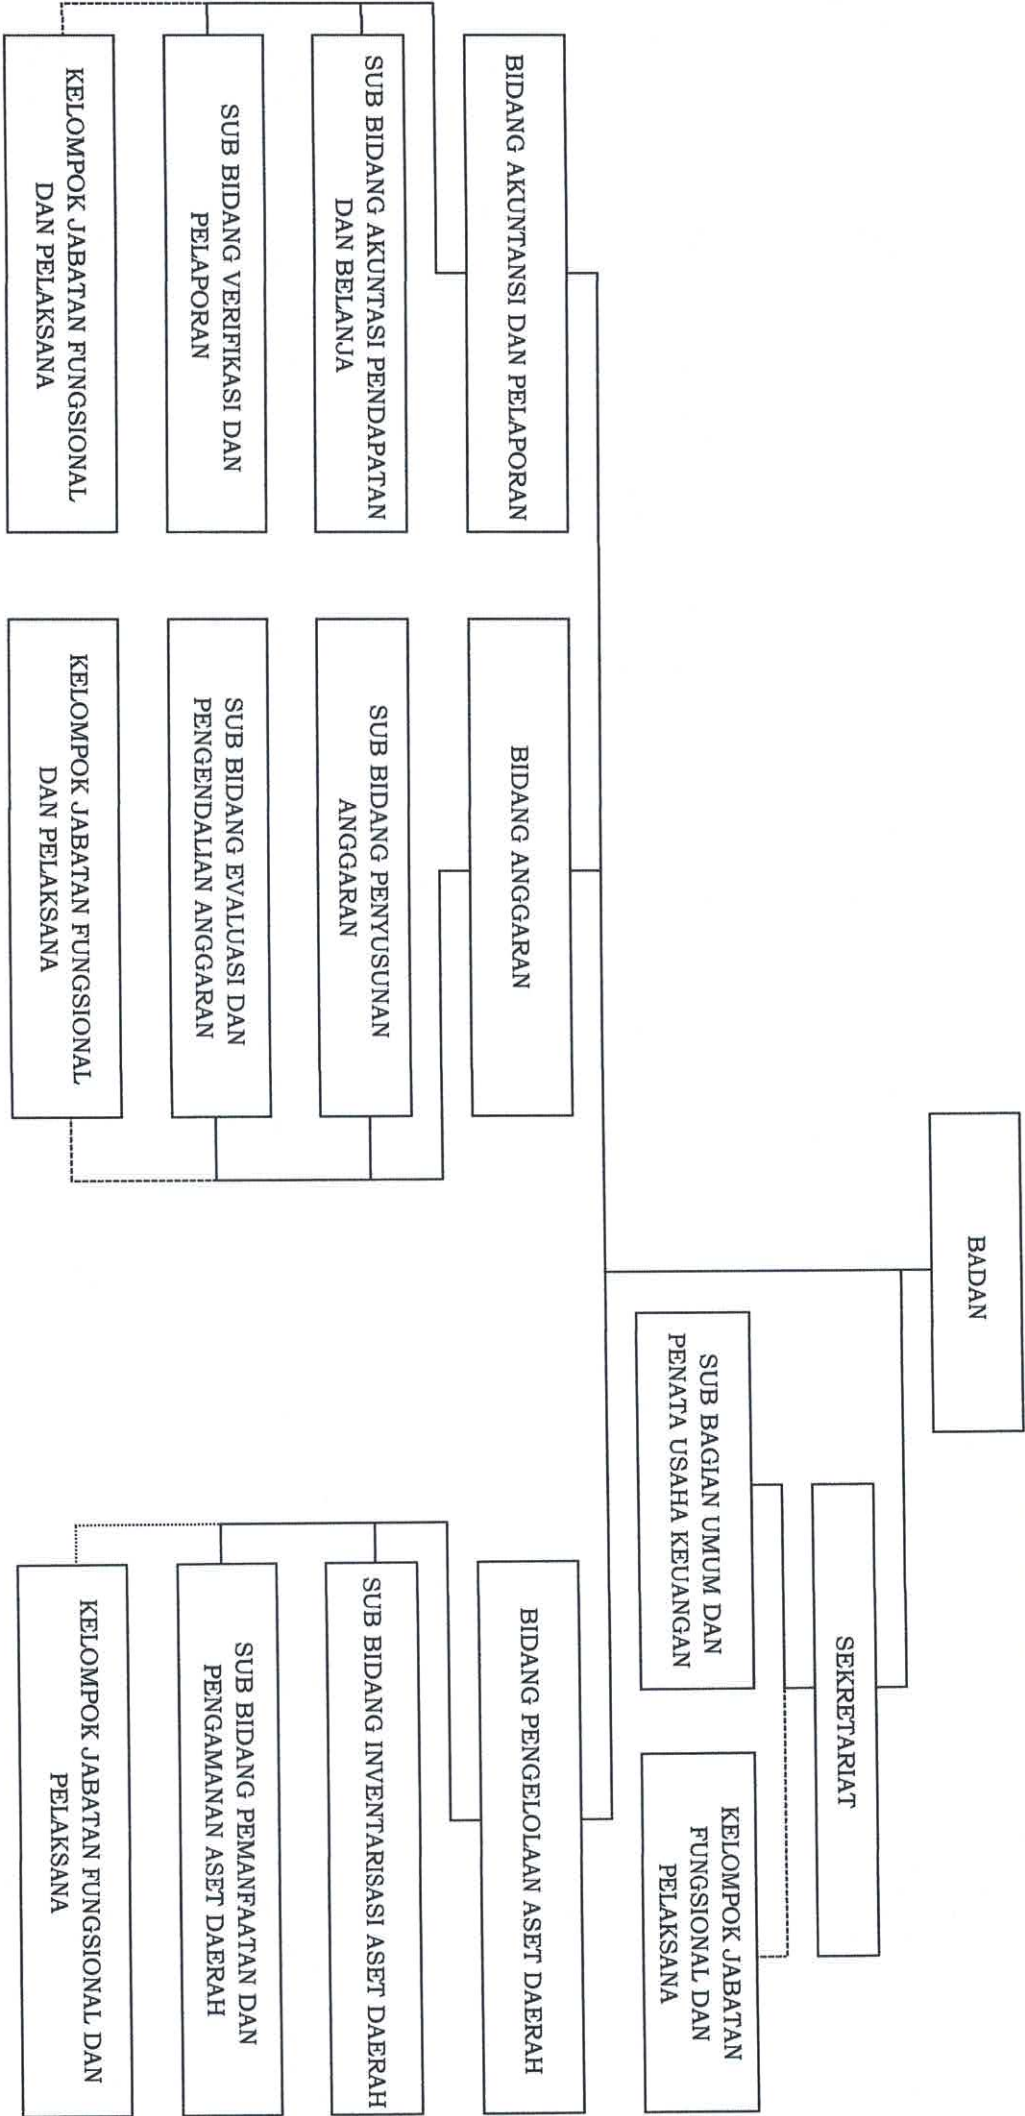 BADAN
SEKRETARIAT
SUB BAGIAN UMUM DAN
PENATA USAHA KEUANGAN
KELOMPOK JABATAN
FUNGSIONAL DAN
PELAKSANA
BIDANG AKUNTANSI DAN PELAPORAN
SUB BIDANG AKUNTASI PENDAPATAN
DAN BELANJA
SUB BIDANG VERIFIKASI DAN
PELAPORAN
KELOMPOK JABATAN FUNGSIONAL
DAN PELAKSANA
BIDANG ANGGARAN
SUB BIDANG PENYUSUNAN
ANGGARAN
SUB BIDANG EVALUASI DAN
PENGENDALIAN ANGGARAN
KELOMPOK JABATAN FUNGSIONAL
DAN PELAKSANA
BIDANG PENGELOLAAN ASET DAERAH
SUB BIDANG INVENTARISASI ASET DAERAH
SUB BIDANG PEMANFAATAN DAN
PENGAMANAN ASET DAERAH
KELOMPOK JABATAN FUNGSIONAL DAN
PELAKSANA